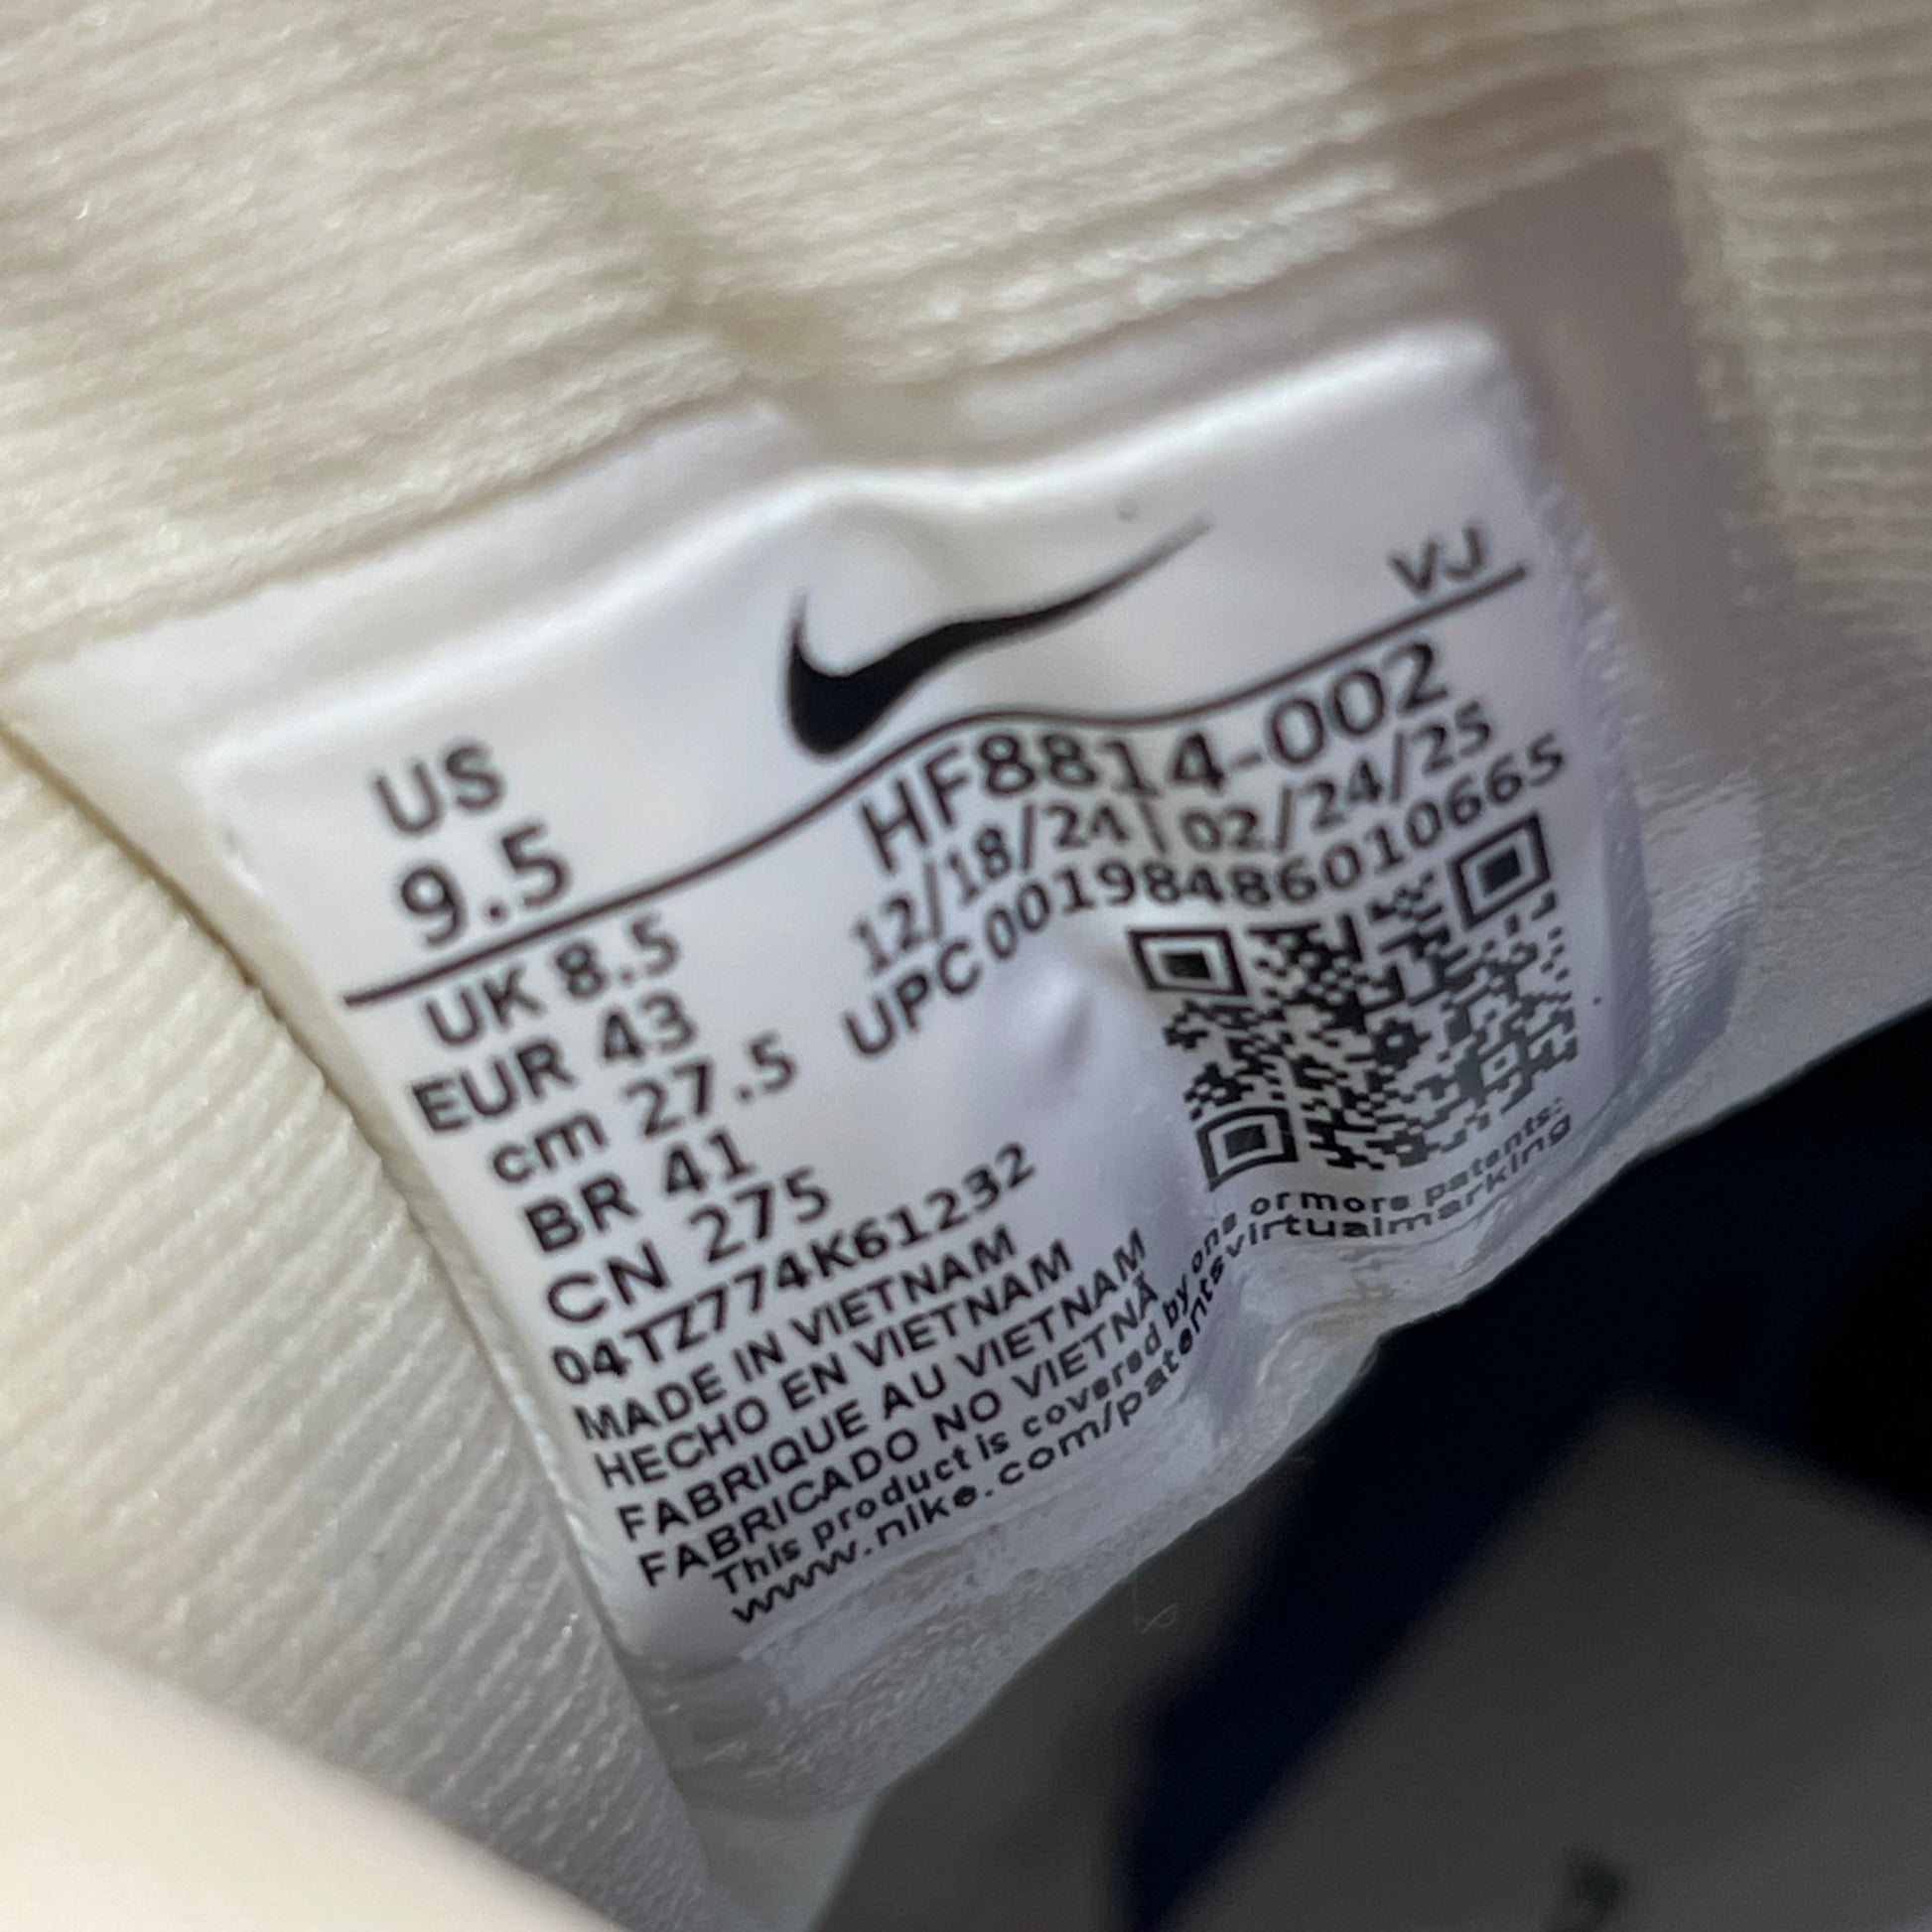 US
9.5
VJ
UK 8.5
EUR 43
cm 27.5
BR 41
CN 275
HF8814-002
12/18/24\02/24/25
UPC00198486010665
04TZ774K61232
MADE IN VIETNAM
HECHO EN VIETNAM
FABRIQUE AU VIETNAM
FABRICADO NO VIETNÃ
This product is covered by one or more patents:
www.nike.com/patentsvirtualmarking